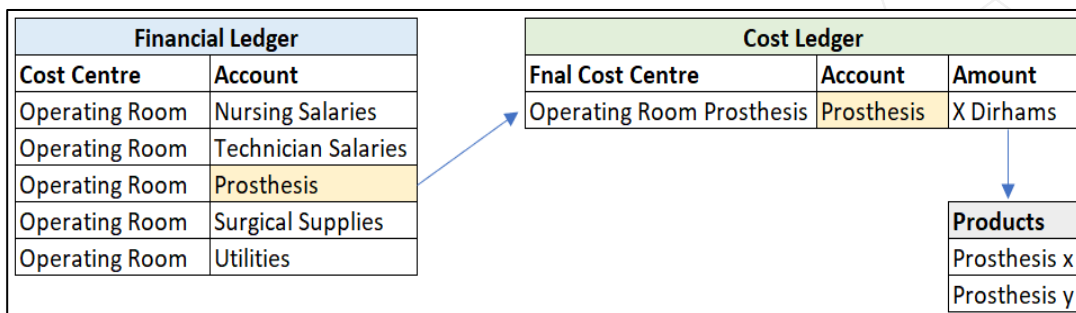 Financial Ledger
Cost Centre Account
Operating Room Nursing Salaries
Operating Room Technician Salaries
Operating Room Prosthesis
Operating Room Surgical Supplies
Operating Room Utilities
Cost Ledger
Fnal Cost Centre Account Amount
Operating Room Prosthesis Prosthesis X Dirhams
Products
Prosthesis x
Prosthesis y